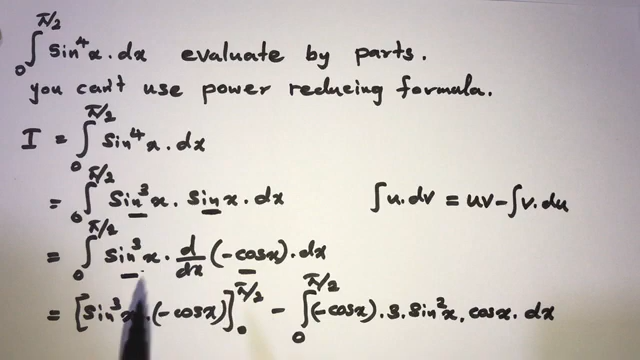 ∫₀^{π/2} sin⁴x · dx evaluate by parts.
you can't use power reducing formula.
I = ∫₀^{π/2} sin⁴x · dx
= ∫₀^{π/2} sin³x · sinx · dx ∫u.dv = uv - ∫v.du
= ∫₀^{π/2} sin³x · d/dx (-cosx) · dx
= [sin³x · (-cosx)]₀^{π/2} - ∫₀^{π/2} (-cosx) . 3. sin²x. cosx. dx